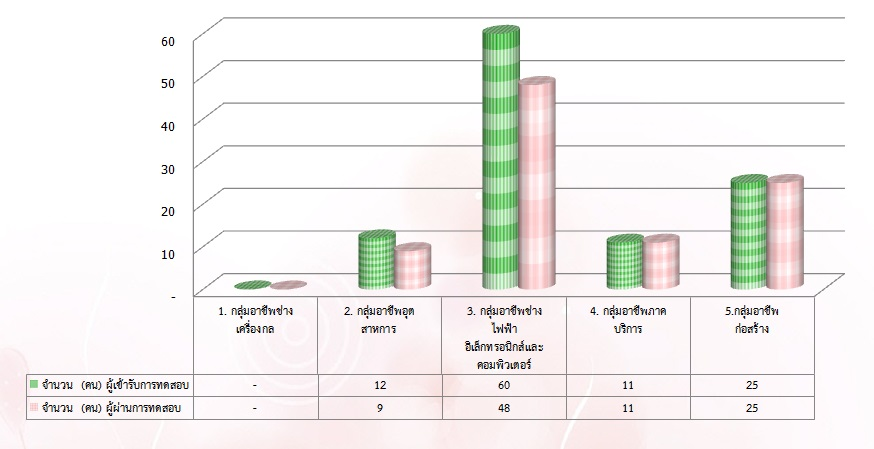 60
50
40
30
20
10
-
1. กลุ่มอาชีพช่าง
เครื่องกล
2. กลุ่มอาชีพอุต
สาหการ
3. กลุ่มอาชีพช่าง
ไฟฟ้า
อิเล็กทรอนิกส์และ
คอมพิวเตอร์
4. กลุ่มอาชีพภาค
บริการ
5.กลุ่มอาชีพ
ก่อสร้าง
จำนวน (คน) ผู้เข้ารับการทดสอบ - 12 60 11 25
จำนวน (คน) ผู้ผ่านการทดสอบ - 9 48 11 25